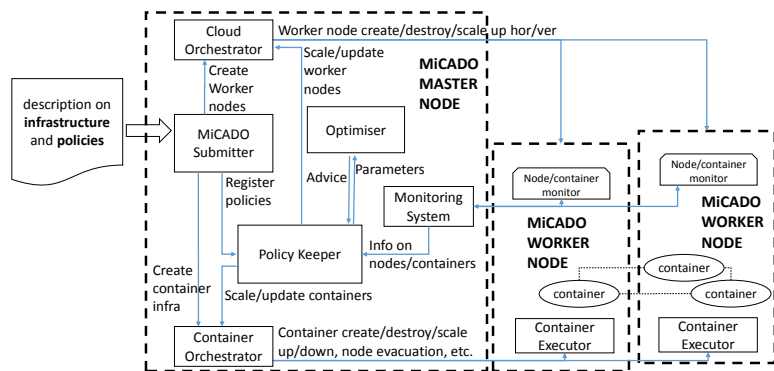 Cloud
Orchestrator
Worker node create/destroy/scale up hor/ver
Scale/update
worker
nodes
MiCADO
MASTER
NODE
Create
Worker
nodes
description on
infrastructure
and policies
MiCADO
Submitter
Optimiser
Advice
Parameters
Register
policies
Monitoring
System
Node/container
monitor
Node/container
monitor
MiCADO
WORKER
NODE
MiCADO
WORKER
NODE
Policy Keeper
Info on
nodes/containers
container
container
container
Create
container
infra
Scale/update containers
Container
Orchestrator
Container create/destroy/scale
up/down, node evacuation, etc.
Container
Executor
Container
Executor